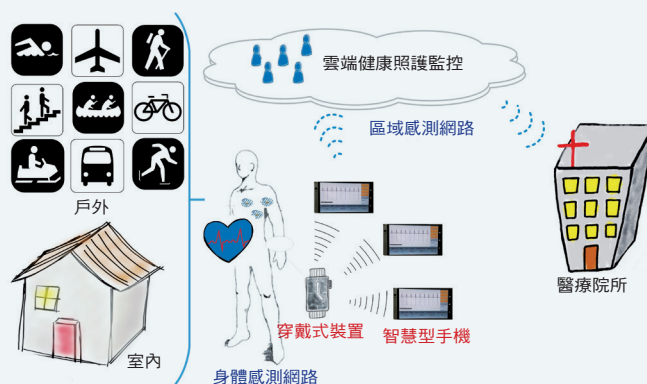 雲端健康照護監控
區域感測網路
戶外
醫療院所
穿戴式裝置
智慧型手機
室內
身體感測網路